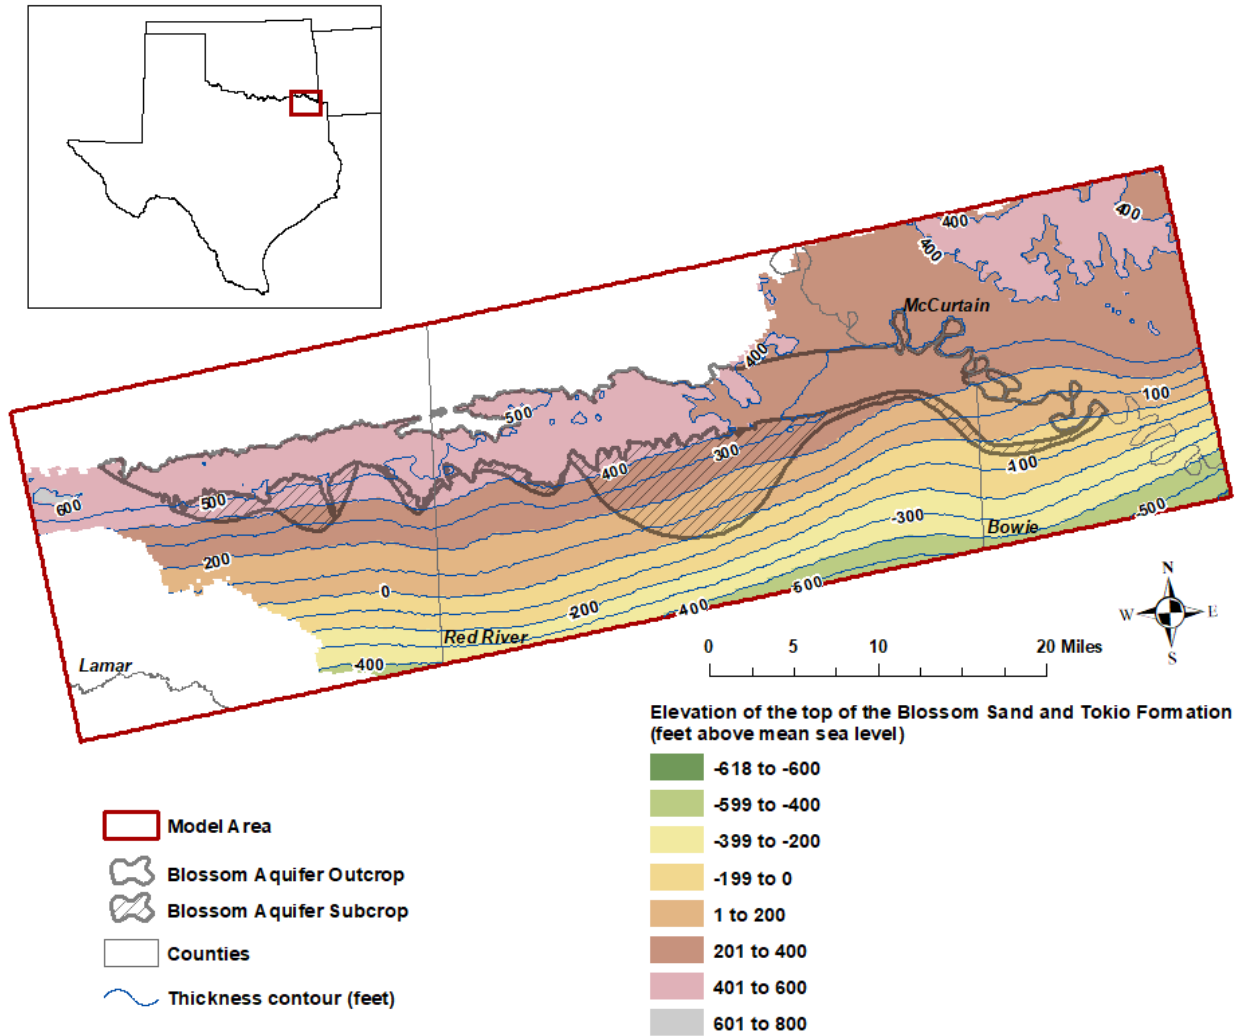 400
400
400
McCurtain
400
100
500
300
400
-100
500
600
-300
Bowie
-500
200
0
-500
-200
-400
Red River
-400
Lamar
N
W
E
S
0
5
10
20 Miles
Elevation of the top of the Blossom Sand and Tokio Formation
(feet above mean sea level)
-618 to -600
-599 to -400
-399 to -200
-199 to 0
1 to 200
201 to 400
401 to 600
601 to 800
Model Area
Blossom Aquifer Outcrop
Blossom Aquifer Subcrop
Counties
Thickness contour (feet)